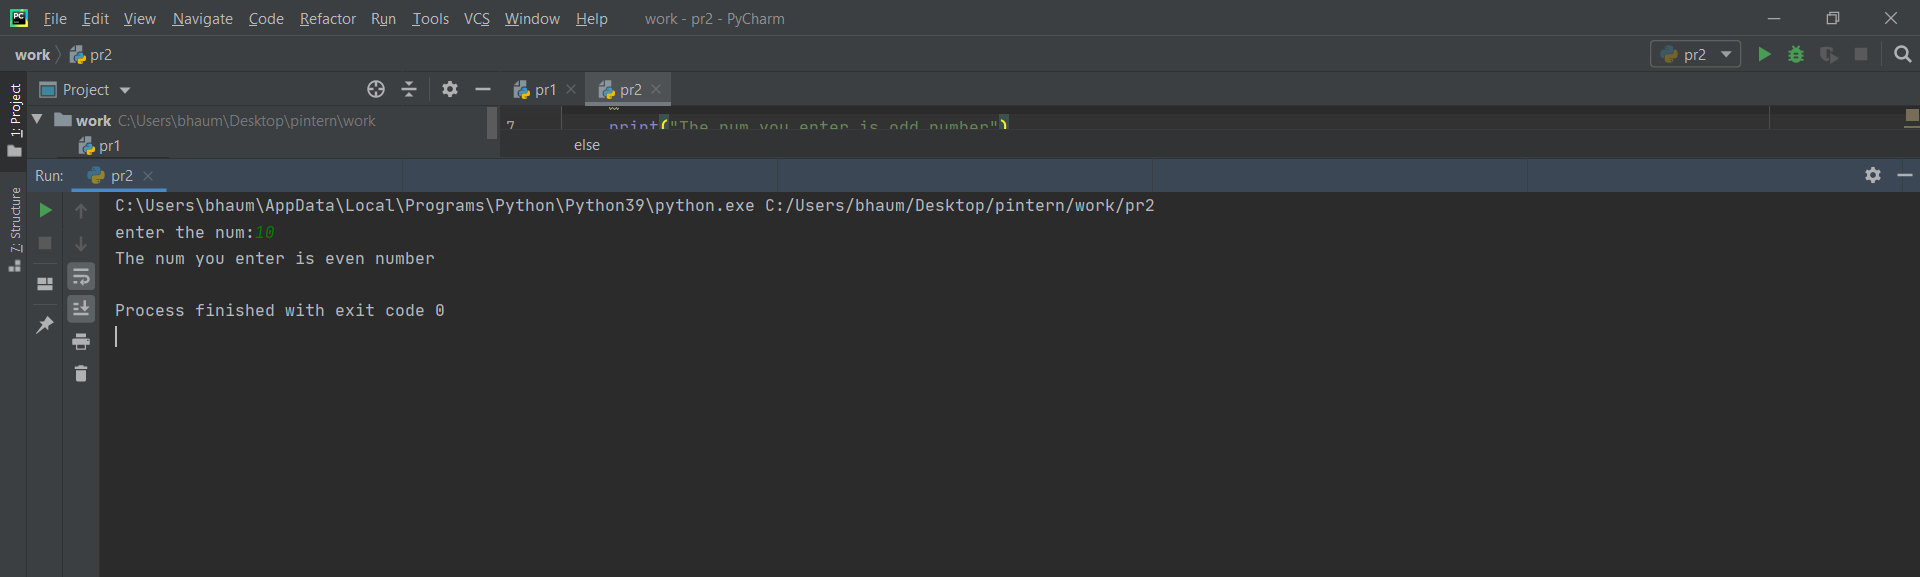 File Edit View Navigate Code Refactor Run Tools VCS Window Help work - pr2 - PyCharm
work pr2 pr2
Project pr1 pr2
1: Project
work C:\Users\bhaum\Desktop\pintern\work
7 print("The num you enter is odd number")
pr1
else
Run: pr2
7: Structure
C:\Users\bhaum\AppData\Local\Programs\Python\Python39\python.exe C:/Users/bhaum/Desktop/pintern/work/pr2
enter the num:10
The num you enter is even number
Process finished with exit code 0